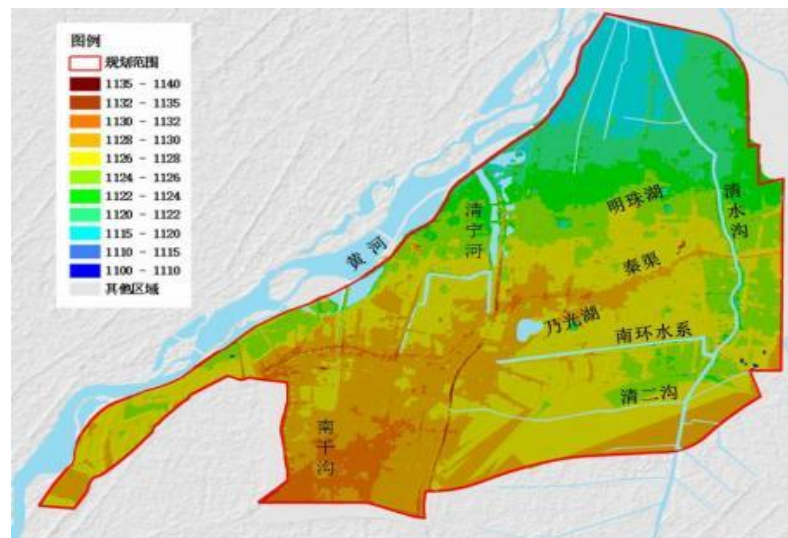 图例
规划范围
1135 - 1140
1132 - 1135
1130 - 1132
1128 - 1130
1126 - 1128
1124 - 1126
1122 - 1124
1120 - 1122
1115 - 1120
1110 - 1115
1100 - 1110
其他区域
明珠湖
清水沟
清宁河
黄河
秦渠
乃光湖
南环水系
清二沟
南干沟